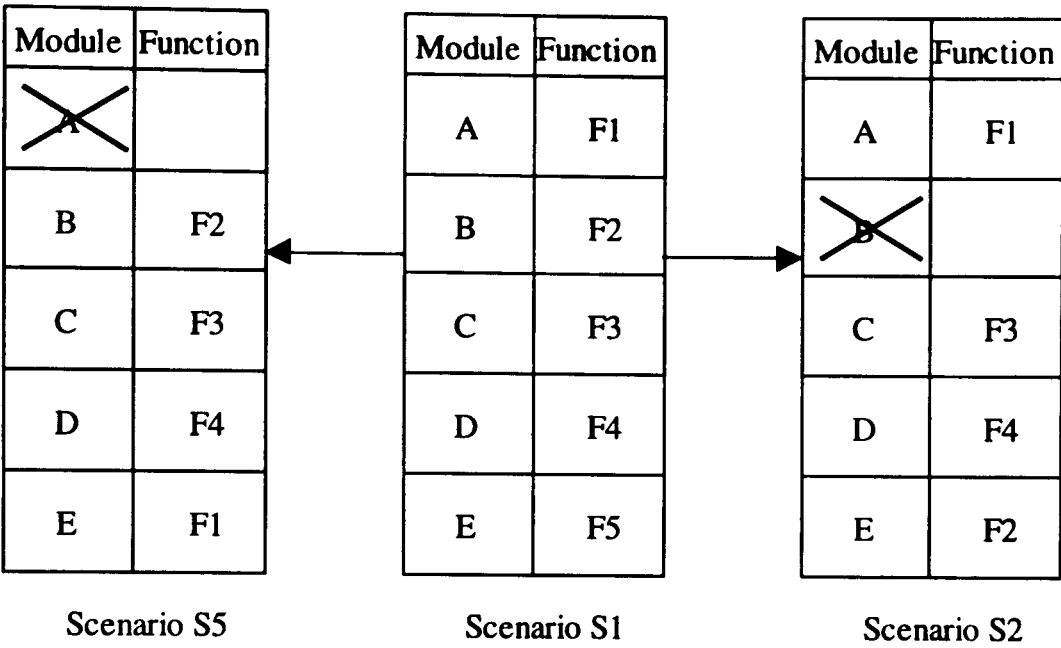 Module Function
A
B F2
C F3
D F4
E F1
Scenario S5
Module Function
A F1
B F2
C F3
D F4
E F5
Scenario S1
Module Function
A F1
B
C F3
D F4
E F2
Scenario S2